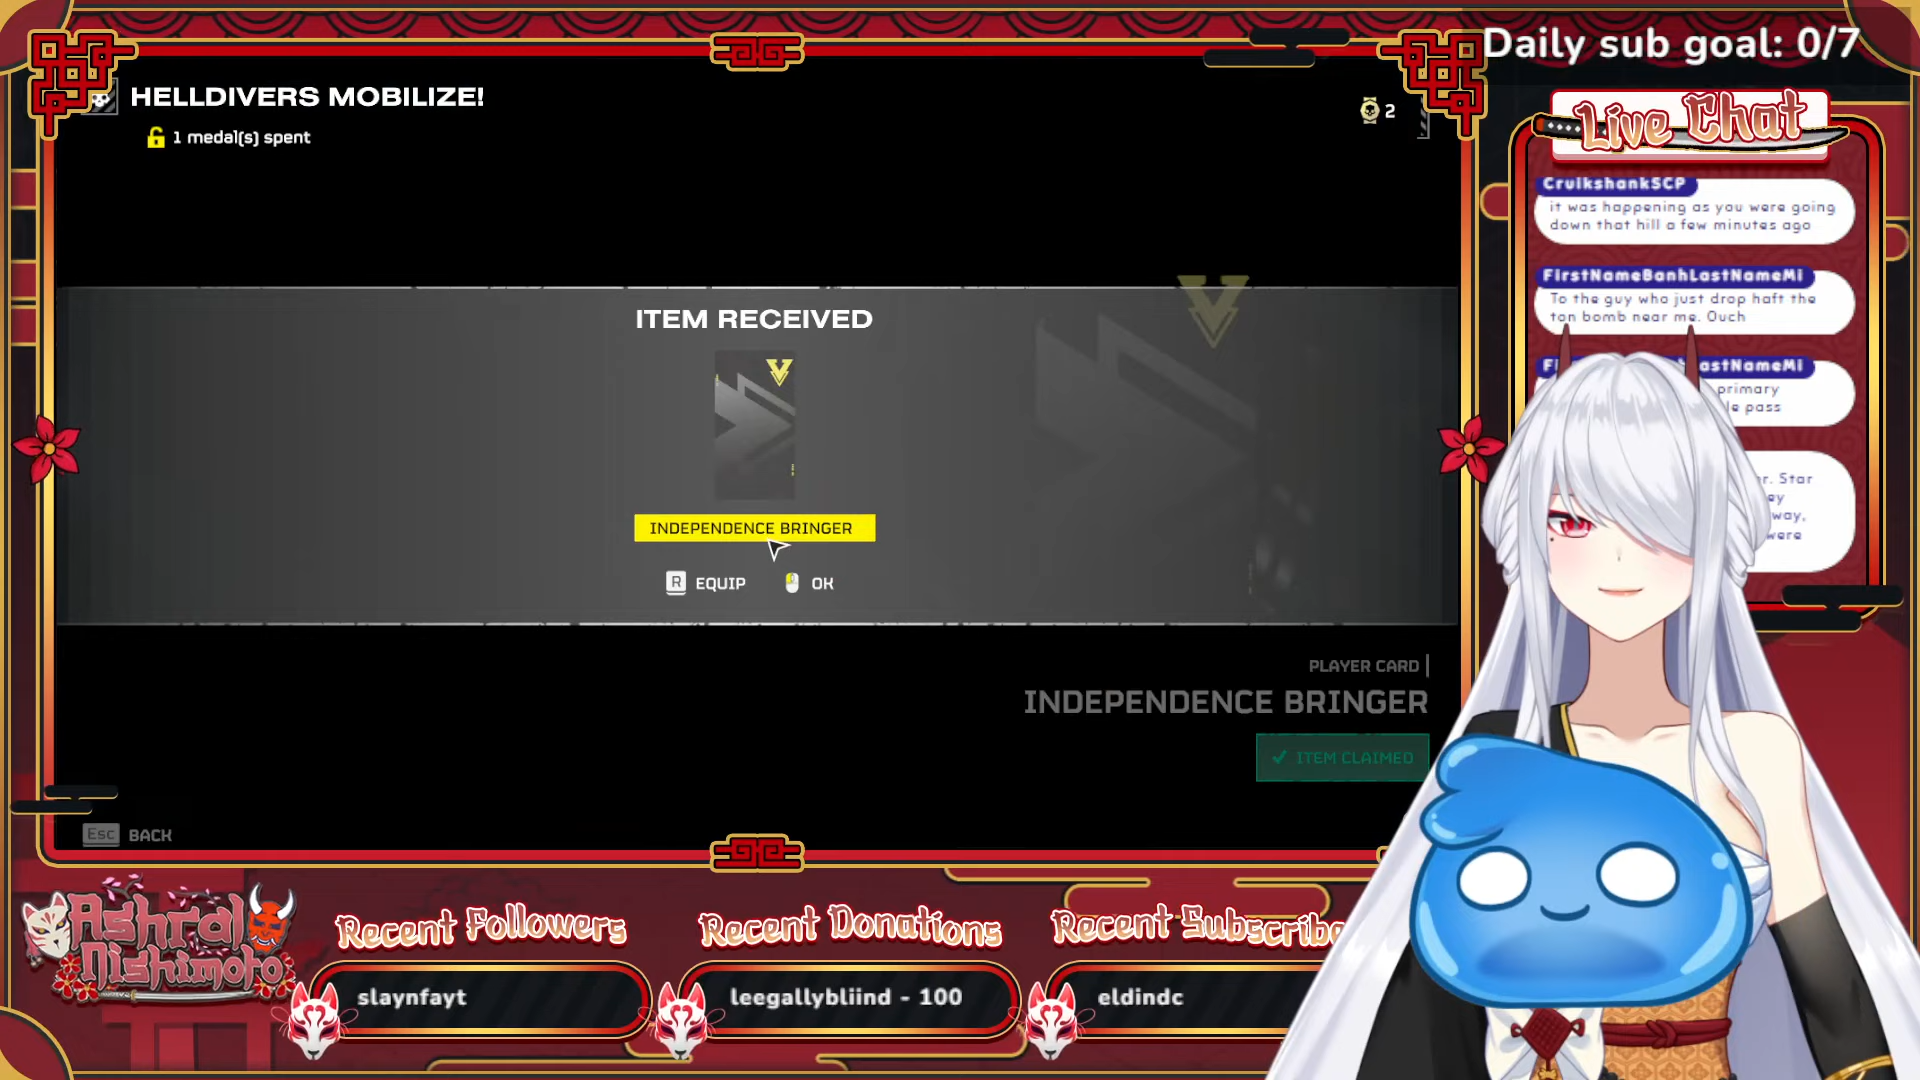 Daily sub goal: 0/7
HELLDIVERS MOBILIZE!
1 medal(s) spent
2
Live Chat
CruikshankSCP
it was happening as you were going
down that hill a few minutes ago
FirstNameBanhLastNameMi
To the guy who just drop haft the
ton bomb near me. Ouch
astNameMi
primary
pass
Star
way,
were
ITEM RECEIVED
INDEPENDENCE BRINGER
R EQUIP
OK
PLAYER CARD
INDEPENDENCE BRINGER
ITEM CLAIMED
Esc BACK
Ashral
Nishimoto
Recent Followers
slaynfayt
Recent Donations
leegallybliind - 100
Recent Subscribe
eldindc